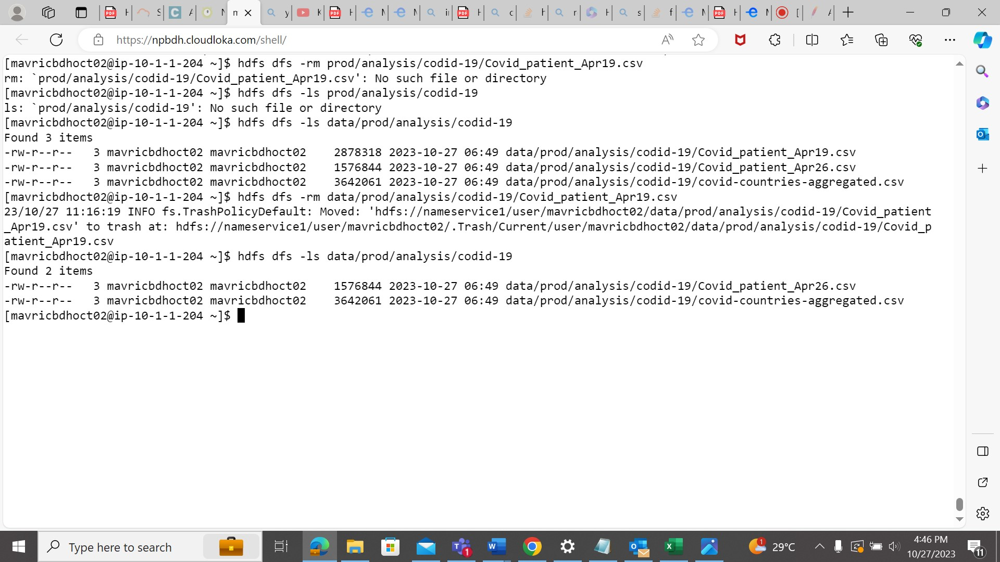 https://npbdh.cloudloka.com/shell/
[mavricbdhoct02@ip-10-1-1-204 ~]$ hdfs dfs -rm prod/analysis/codid-19/Covid_patient_Apr19.csv
rm: `prod/analysis/codid-19/Covid_patient_Apr19.csv': No such file or directory
[mavricbdhoct02@ip-10-1-1-204 ~]$ hdfs dfs -ls prod/analysis/codid-19
ls: `prod/analysis/codid-19': No such file or directory
[mavricbdhoct02@ip-10-1-1-204 ~]$ hdfs dfs -ls data/prod/analysis/codid-19
Found 3 items
-rw-r--r--   3 mavricbdhoct02 mavricbdhoct02    2878318 2023-10-27 06:49 data/prod/analysis/codid-19/Covid_patient_Apr19.csv
-rw-r--r--   3 mavricbdhoct02 mavricbdhoct02    1576844 2023-10-27 06:49 data/prod/analysis/codid-19/Covid_patient_Apr26.csv
-rw-r--r--   3 mavricbdhoct02 mavricbdhoct02    3642061 2023-10-27 06:49 data/prod/analysis/codid-19/covid-countries-aggregated.csv
[mavricbdhoct02@ip-10-1-1-204 ~]$ hdfs dfs -rm data/prod/analysis/codid-19/Covid_patient_Apr19.csv
23/10/27 11:16:19 INFO fs.TrashPolicyDefault: Moved: 'hdfs://nameservice1/user/mavricbdhoct02/data/prod/analysis/codid-19/Covid_patient
_Apr19.csv' to trash at: hdfs://nameservice1/user/mavricbdhoct02/.Trash/Current/user/mavricbdhoct02/data/prod/analysis/codid-19/Covid_p
atient_Apr19.csv
[mavricbdhoct02@ip-10-1-1-204 ~]$ hdfs dfs -ls data/prod/analysis/codid-19
Found 2 items
-rw-r--r--   3 mavricbdhoct02 mavricbdhoct02    1576844 2023-10-27 06:49 data/prod/analysis/codid-19/Covid_patient_Apr26.csv
-rw-r--r--   3 mavricbdhoct02 mavricbdhoct02    3642061 2023-10-27 06:49 data/prod/analysis/codid-19/covid-countries-aggregated.csv
[mavricbdhoct02@ip-10-1-1-204 ~]$
Type here to search
29°C
4:46 PM
10/27/2023
11